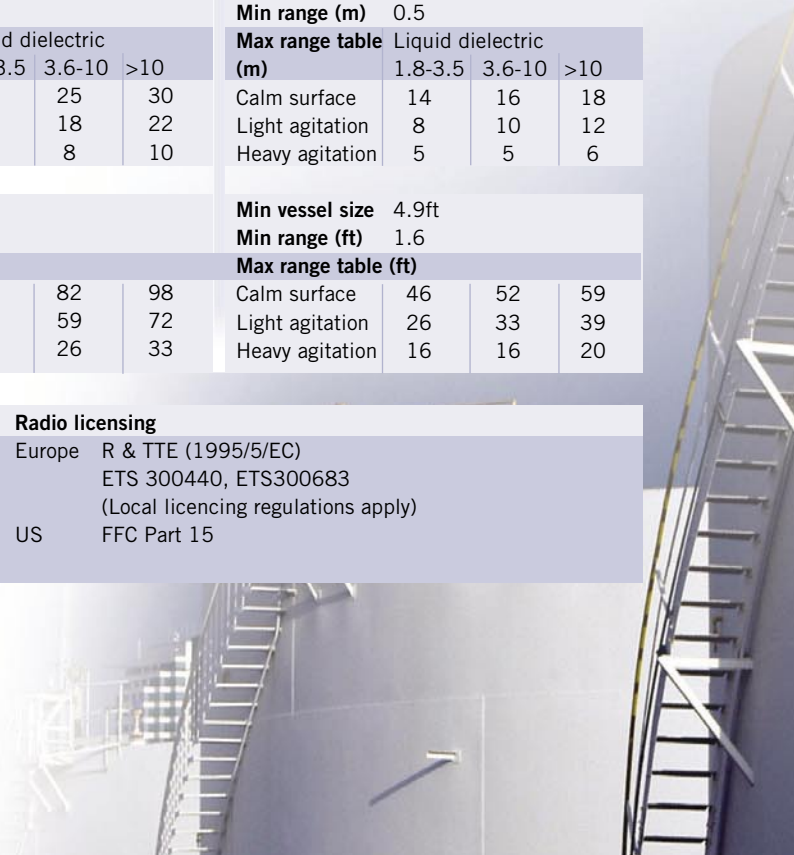 Min range (m) 0.5
d dielectric
3.5 3.6-10 >10
25 30
18 22
8 10
Max range table Liquid dielectric
(m) 1.8-3.5 3.6-10 >10
Calm surface 14 16 18
Light agitation 8 10 12
Heavy agitation 5 5 6
82 98
59 72
26 33
Min vessel size 4.9ft
Min range (ft) 1.6
Max range table (ft)
Calm surface 46 52 59
Light agitation 26 33 39
Heavy agitation 16 16 20
Radio licensing
Europe R & TTE (1995/5/EC)
ETS 300440, ETS300683
(Local licencing regulations apply)
US FFC Part 15